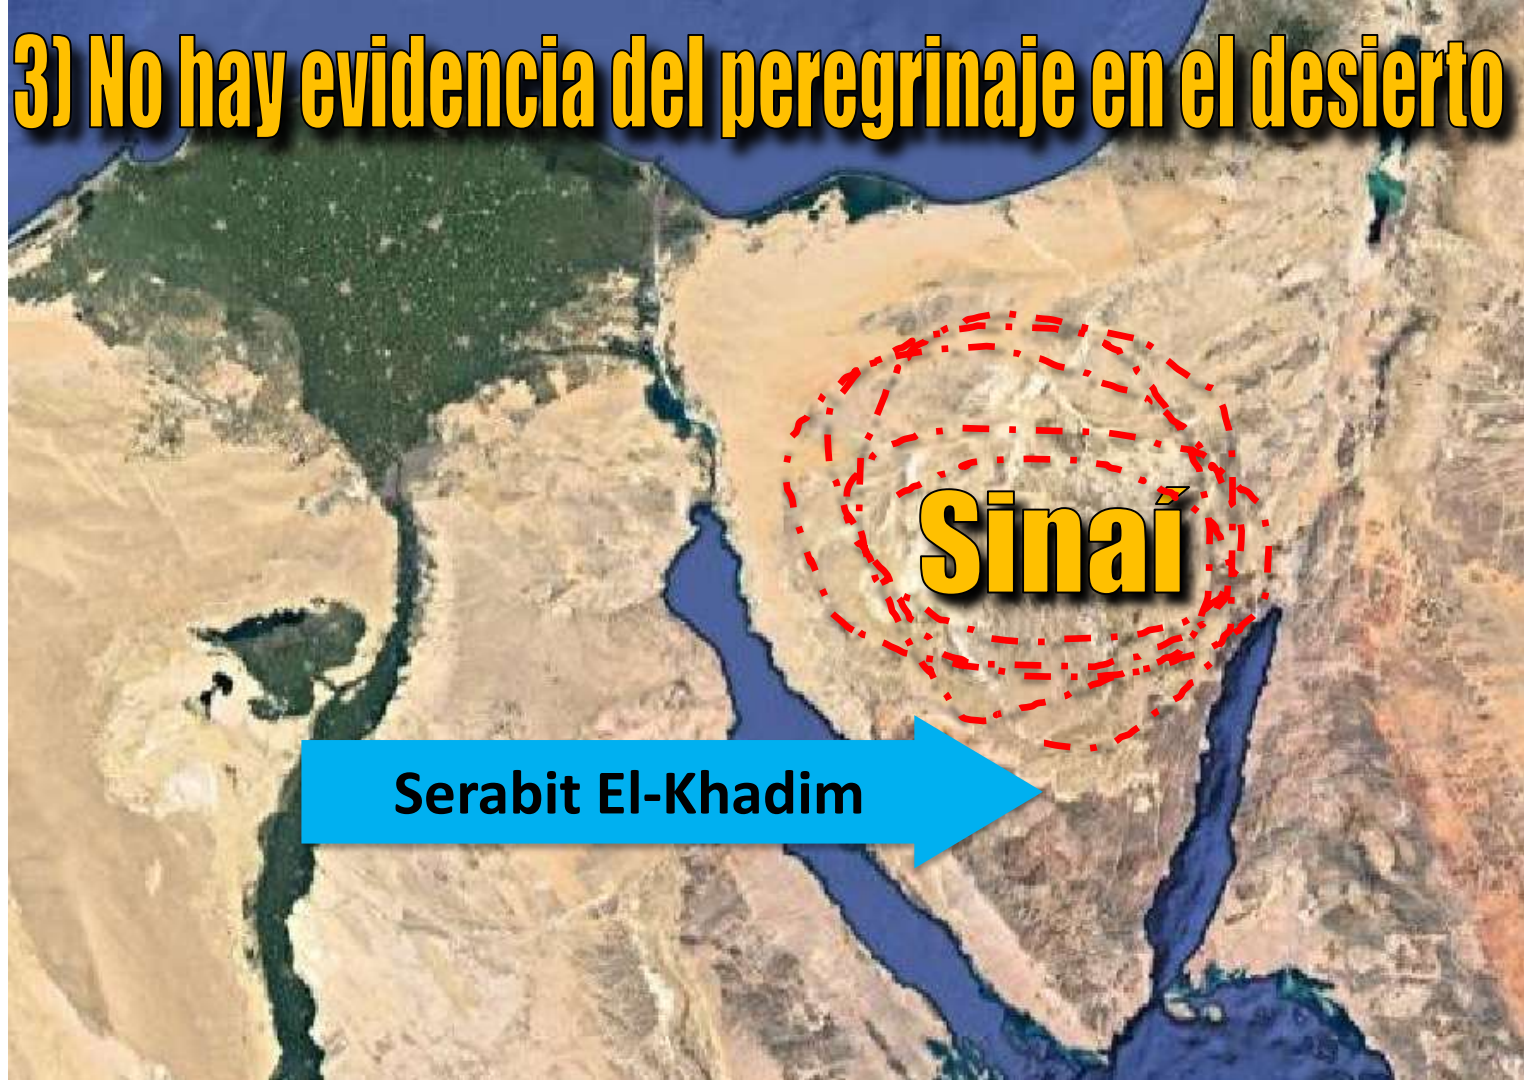 3) No hay evidencia del peregrinaje en el desierto
Sinaí
Serabit El-Khadim